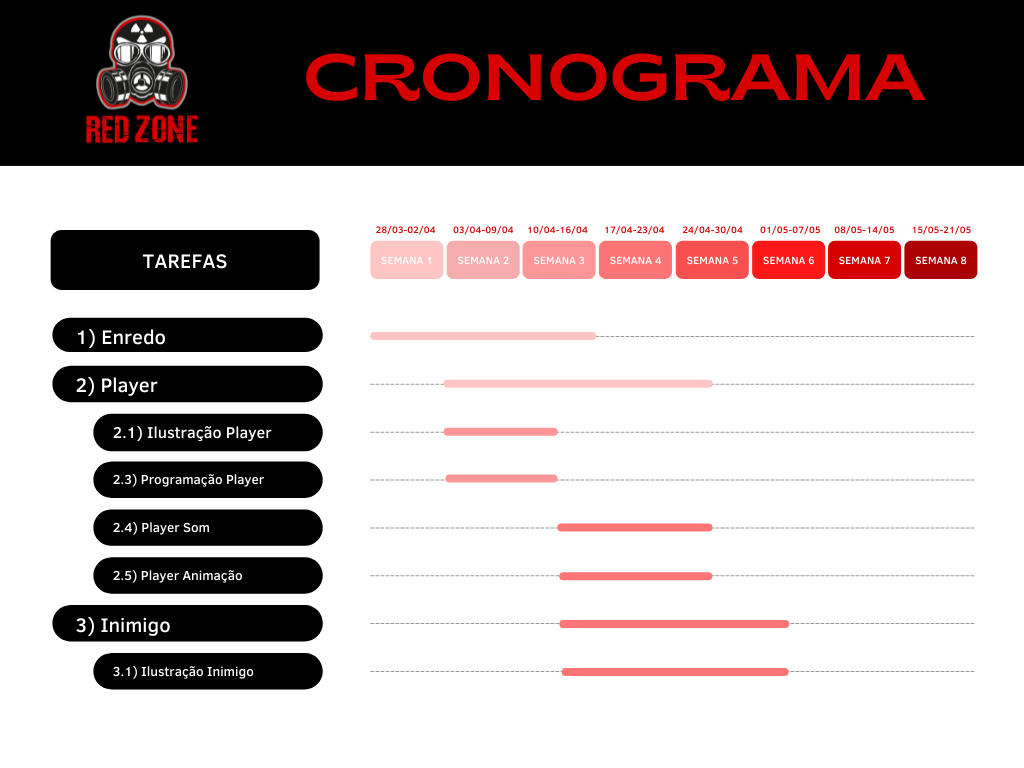 RED ZONE
CRONOGRAMA
TAREFAS
28/03-02/04 03/04-09/04 10/04-16/04 17/04-23/04 24/04-30/04 01/05-07/05 08/05-14/05 15/05-21/05
SEMANA 1 SEMANA 2 SEMANA 3 SEMANA 4 SEMANA 5 SEMANA 6 SEMANA 7 SEMANA 8
1) Enredo
2) Player
2.1) Ilustração Player
2.3) Programação Player
2.4) Player Som
2.5) Player Animação
3) Inimigo
3.1) Ilustração Inimigo